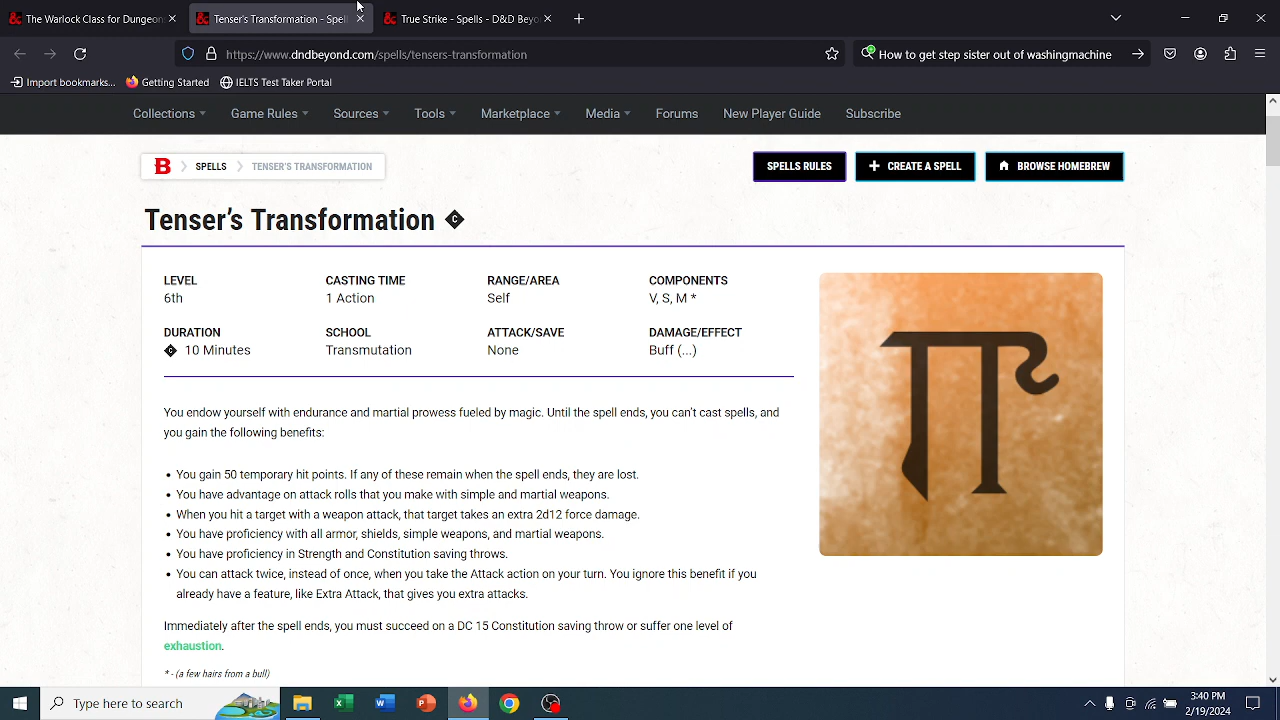 The Warlock Class for Dungeon
Tenser's Transformation - Spell
True Strike - Spells - D&D Beyo
https://www.dndbeyond.com/spells/tensers-transformation
How to get step sister out of washingmachine
Import bookmarks...
Getting Started
IELTS Test Taker Portal
Collections
Game Rules
Sources
Tools
Marketplace
Media
Forums
New Player Guide
Subscribe
B
SPELLS
TENSER'S TRANSFORMATION
SPELLS RULES
CREATE A SPELL
BROWSE HOMEBREW
Tenser's Transformation
C
LEVEL
6th
CASTING TIME
1 Action
RANGE/AREA
Self
COMPONENTS
V, S, M *
DURATION
C 10 Minutes
SCHOOL
Transmutation
ATTACK/SAVE
None
DAMAGE/EFFECT
Buff (...)
You endow yourself with endurance and martial prowess fueled by magic. Until the spell ends, you can't cast spells, and
you gain the following benefits:
• You gain 50 temporary hit points. If any of these remain when the spell ends, they are lost.
• You have advantage on attack rolls that you make with simple and martial weapons.
• When you hit a target with a weapon attack, that target takes an extra 2d12 force damage.
• You have proficiency with all armor, shields, simple weapons, and martial weapons.
• You have proficiency in Strength and Constitution saving throws.
• You can attack twice, instead of once, when you take the Attack action on your turn. You ignore this benefit if you
already have a feature, like Extra Attack, that gives you extra attacks.
Immediately after the spell ends, you must succeed on a DC 15 Constitution saving throw or suffer one level of
exhaustion.
* - (a few hairs from a bull)
Type here to search
3:40 PM
2/19/2024